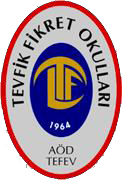 TEVFİK FİKRET OKULLARI
TF
1964
AÖD
TEFEV